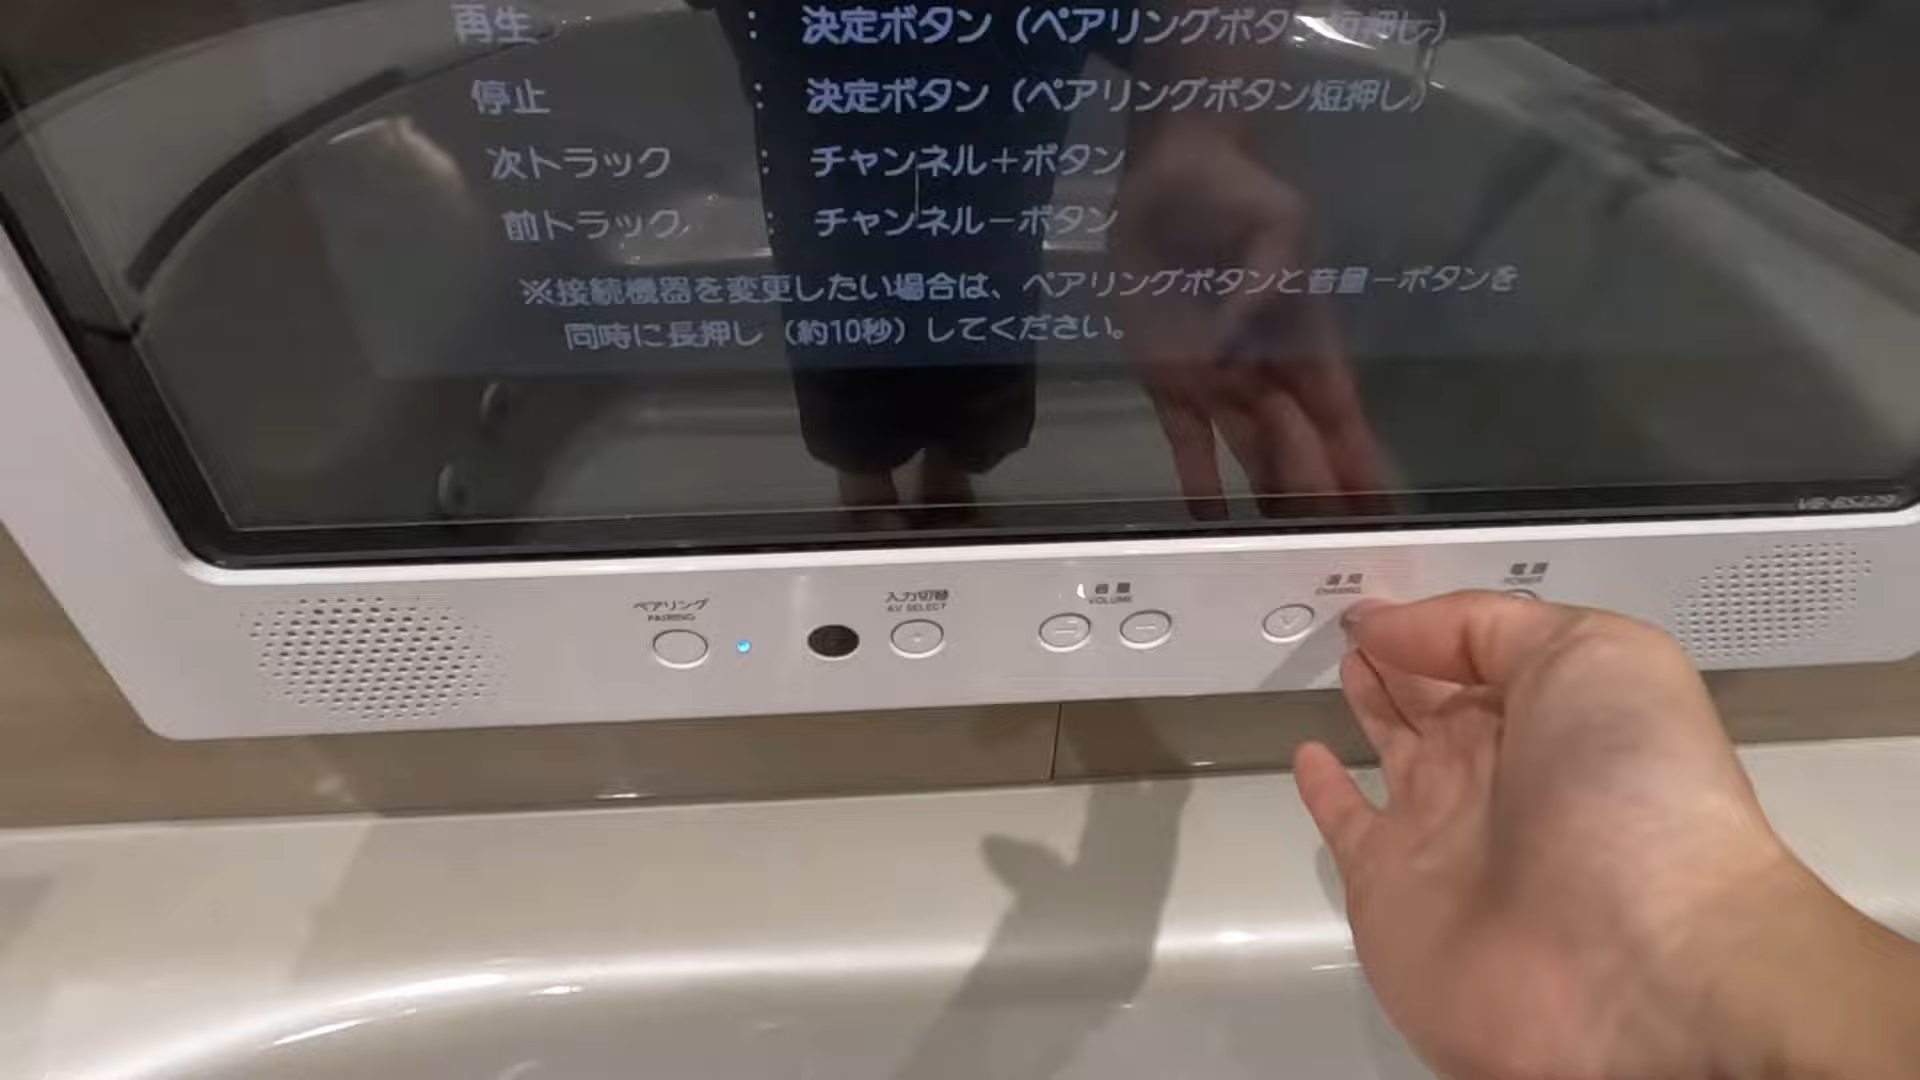 再生 ： 決定ボタン（ペアリングボタン短押し）
停止 ： 決定ボタン（ペアリングボタン短押し）
次トラック ： チャンネル＋ボタン
前トラック ： チャンネル－ボタン
※接続機器を変更したい場合は、ペアリングボタンと音量－ボタンを
同時に長押し（約10秒）してください。
ペアリング
PAIRING
入力切替
AV SELECT
音量
VOLUME
選局
CHANNEL
電源
POWER